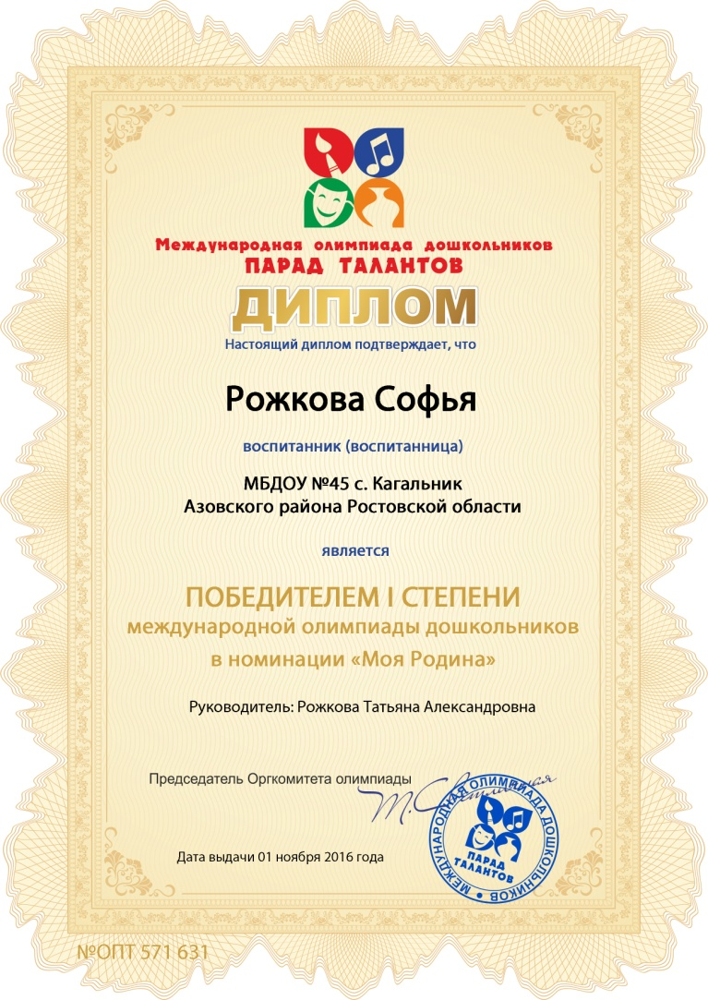 Международная олимпиада дошкольников
ПАРАД ТАЛАНТОВ
ДИПЛОМ
Настоящий диплом подтверждает, что
Рожкова Софья
воспитанник (воспитанница)
МБДОУ №45 с. Кагальник
Азовского района Ростовской области
является
ПОБЕДИТЕЛЕМ I СТЕПЕНИ
международной олимпиады дошкольников
в номинации «Моя Родина»
Руководитель: Рожкова Татьяна Александровна
Председатель Оргкомитета олимпиады
МЕЖДУНАРОДНАЯ ОЛИМПИАДА ДОШКОЛЬНИКОВ
ПАРАД
ТАЛАНТОВ
Дата выдачи 01 ноября 2016 года
№ОПТ 571 631